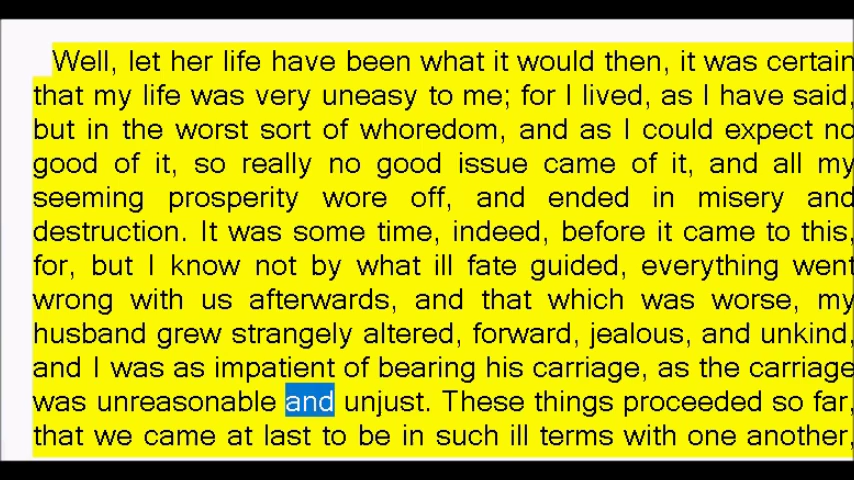 Well, let her life have been what it would then, it was certain
that my life was very uneasy to me; for I lived, as I have said,
but in the worst sort of whoredom, and as I could expect no
good of it, so really no good issue came of it, and all my
seeming prosperity wore off, and ended in misery and
destruction. It was some time, indeed, before it came to this,
for, but I know not by what ill fate guided, everything went
wrong with us afterwards, and that which was worse, my
husband grew strangely altered, forward, jealous, and unkind,
and I was as impatient of bearing his carriage, as the carriage
was unreasonable and unjust. These things proceeded so far,
that we came at last to be in such ill terms with one another,